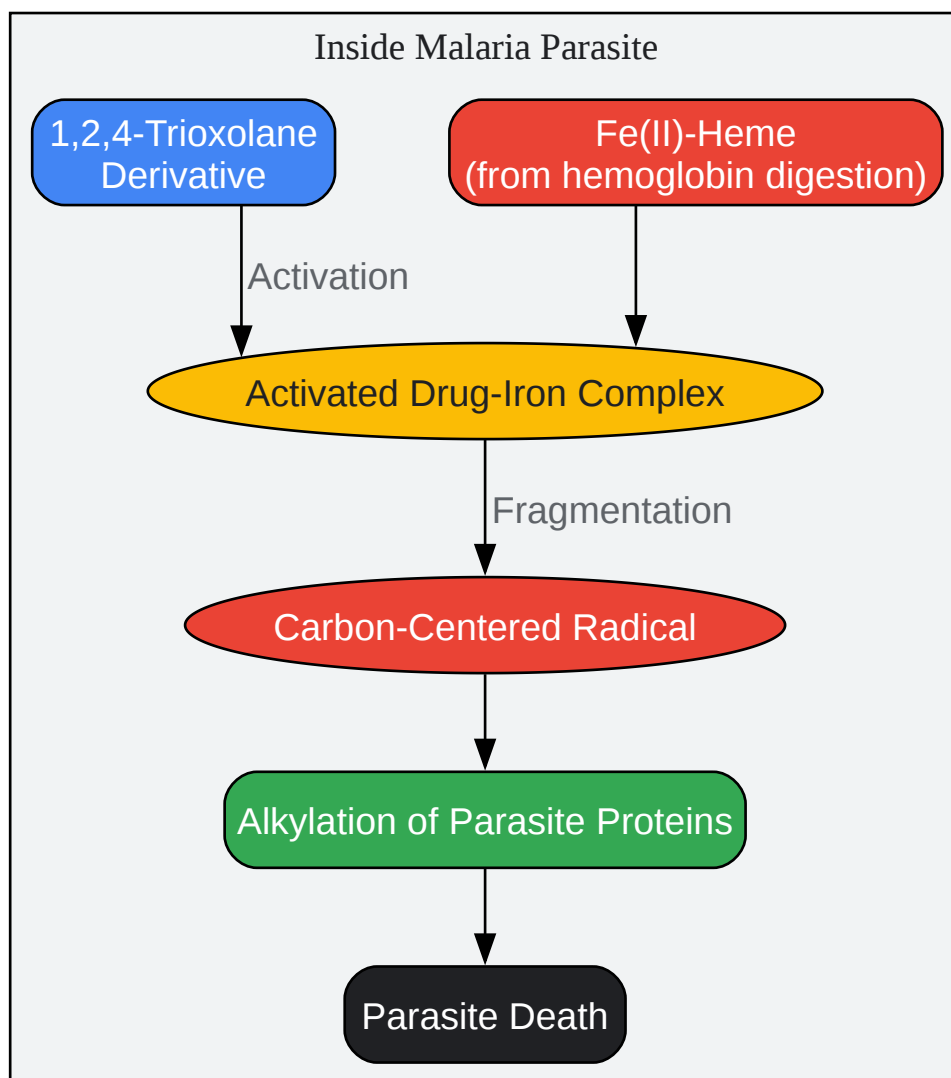 Inside Malaria Parasite
1,2,4-Trioxolane
Derivative
Fe(II)-Heme
(from hemoglobin digestion)
Activation
Activated Drug-Iron Complex
Fragmentation
Carbon-Centered Radical
Alkylation of Parasite Proteins
Parasite Death